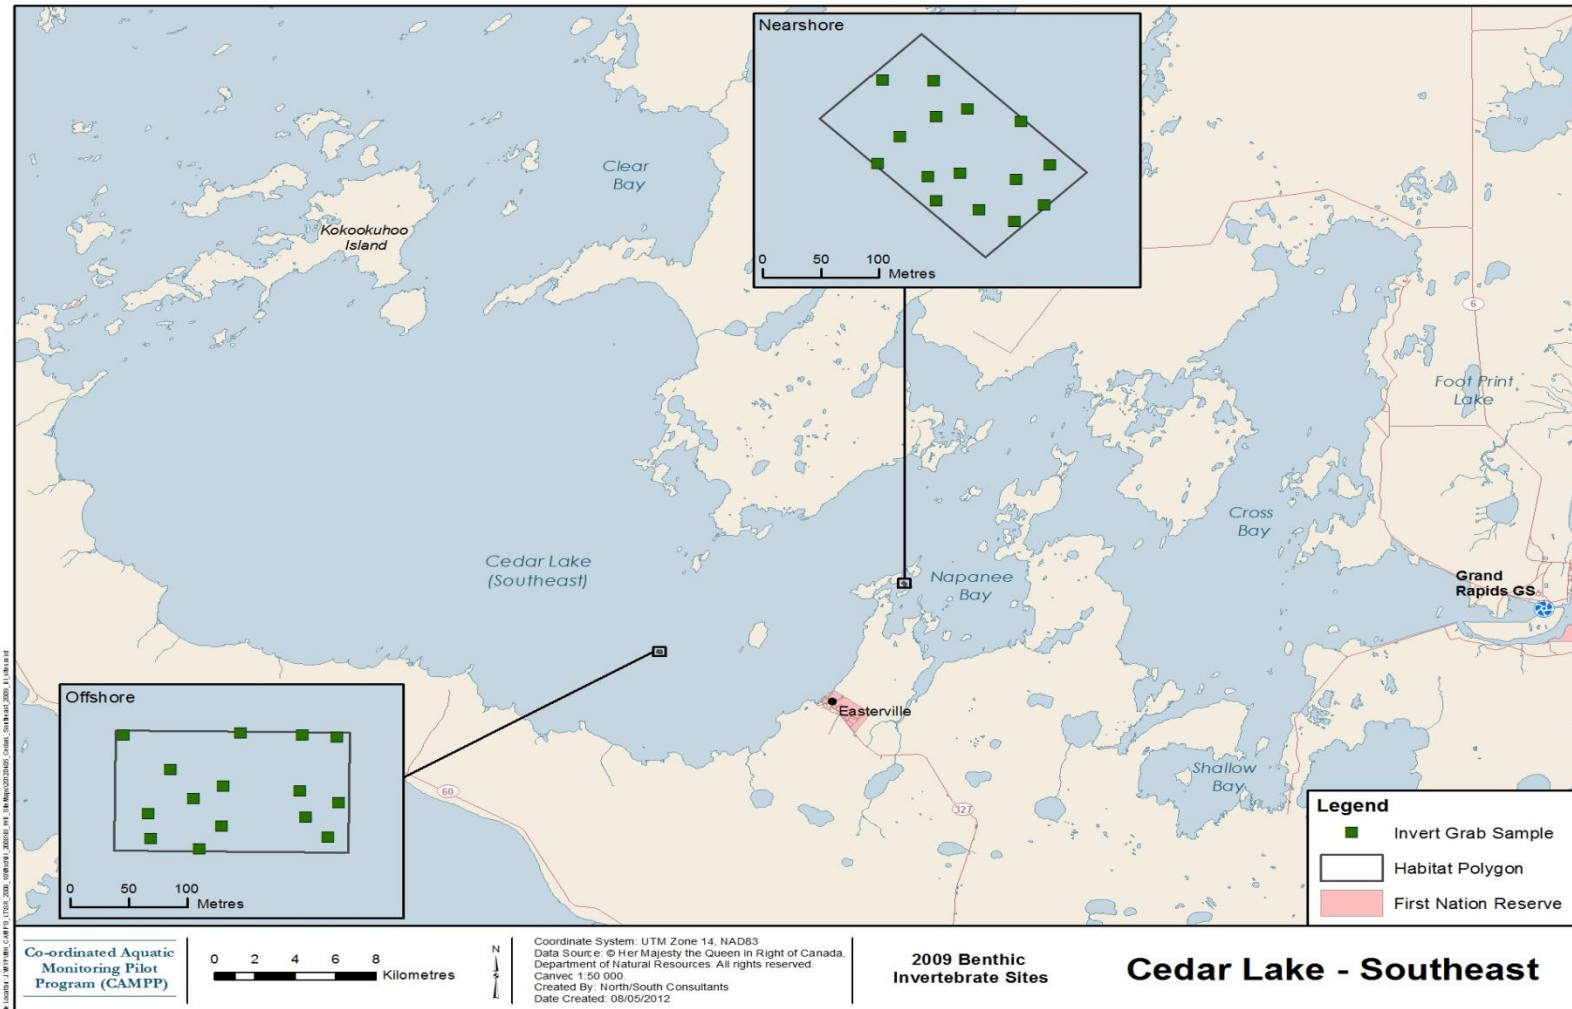 Nearshore
0 50 100
Metres
Clear
Bay
Kokookuhoo
Island
6
Foot Print
Lake
Cross
Bay
Cedar Lake
(Southeast)
Napanee
Bay
Grand
Rapids GS
Easterville
Offshore
0 50 100
Metres
60
327
Shallow
Bay
Legend
Invert Grab Sample
Habitat Polygon
First Nation Reserve
Co-ordinated Aquatic
Monitoring Pilot
Program (CAMPP)
0 2 4 6 8
Kilometres
N
S
Coordinate System: UTM Zone 14, NAD83
Data Source: © Her Majesty the Queen in Right of Canada,
Department of Natural Resources. All rights reserved.
Canvec 1:50 000.
Created By: North/South Consultants
Date Created: 08/05/2012
2009 Benthic
Invertebrate Sites
Cedar Lake - Southeast